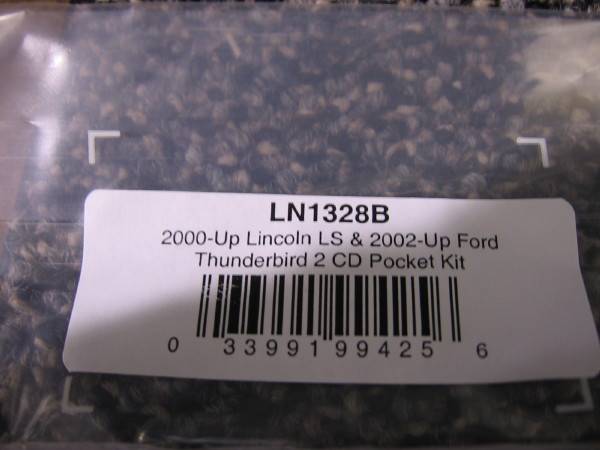 LN1328B
2000-Up Lincoln LS & 2002-Up Ford
Thunderbird 2 CD Pocket Kit
0 33991 99425 6